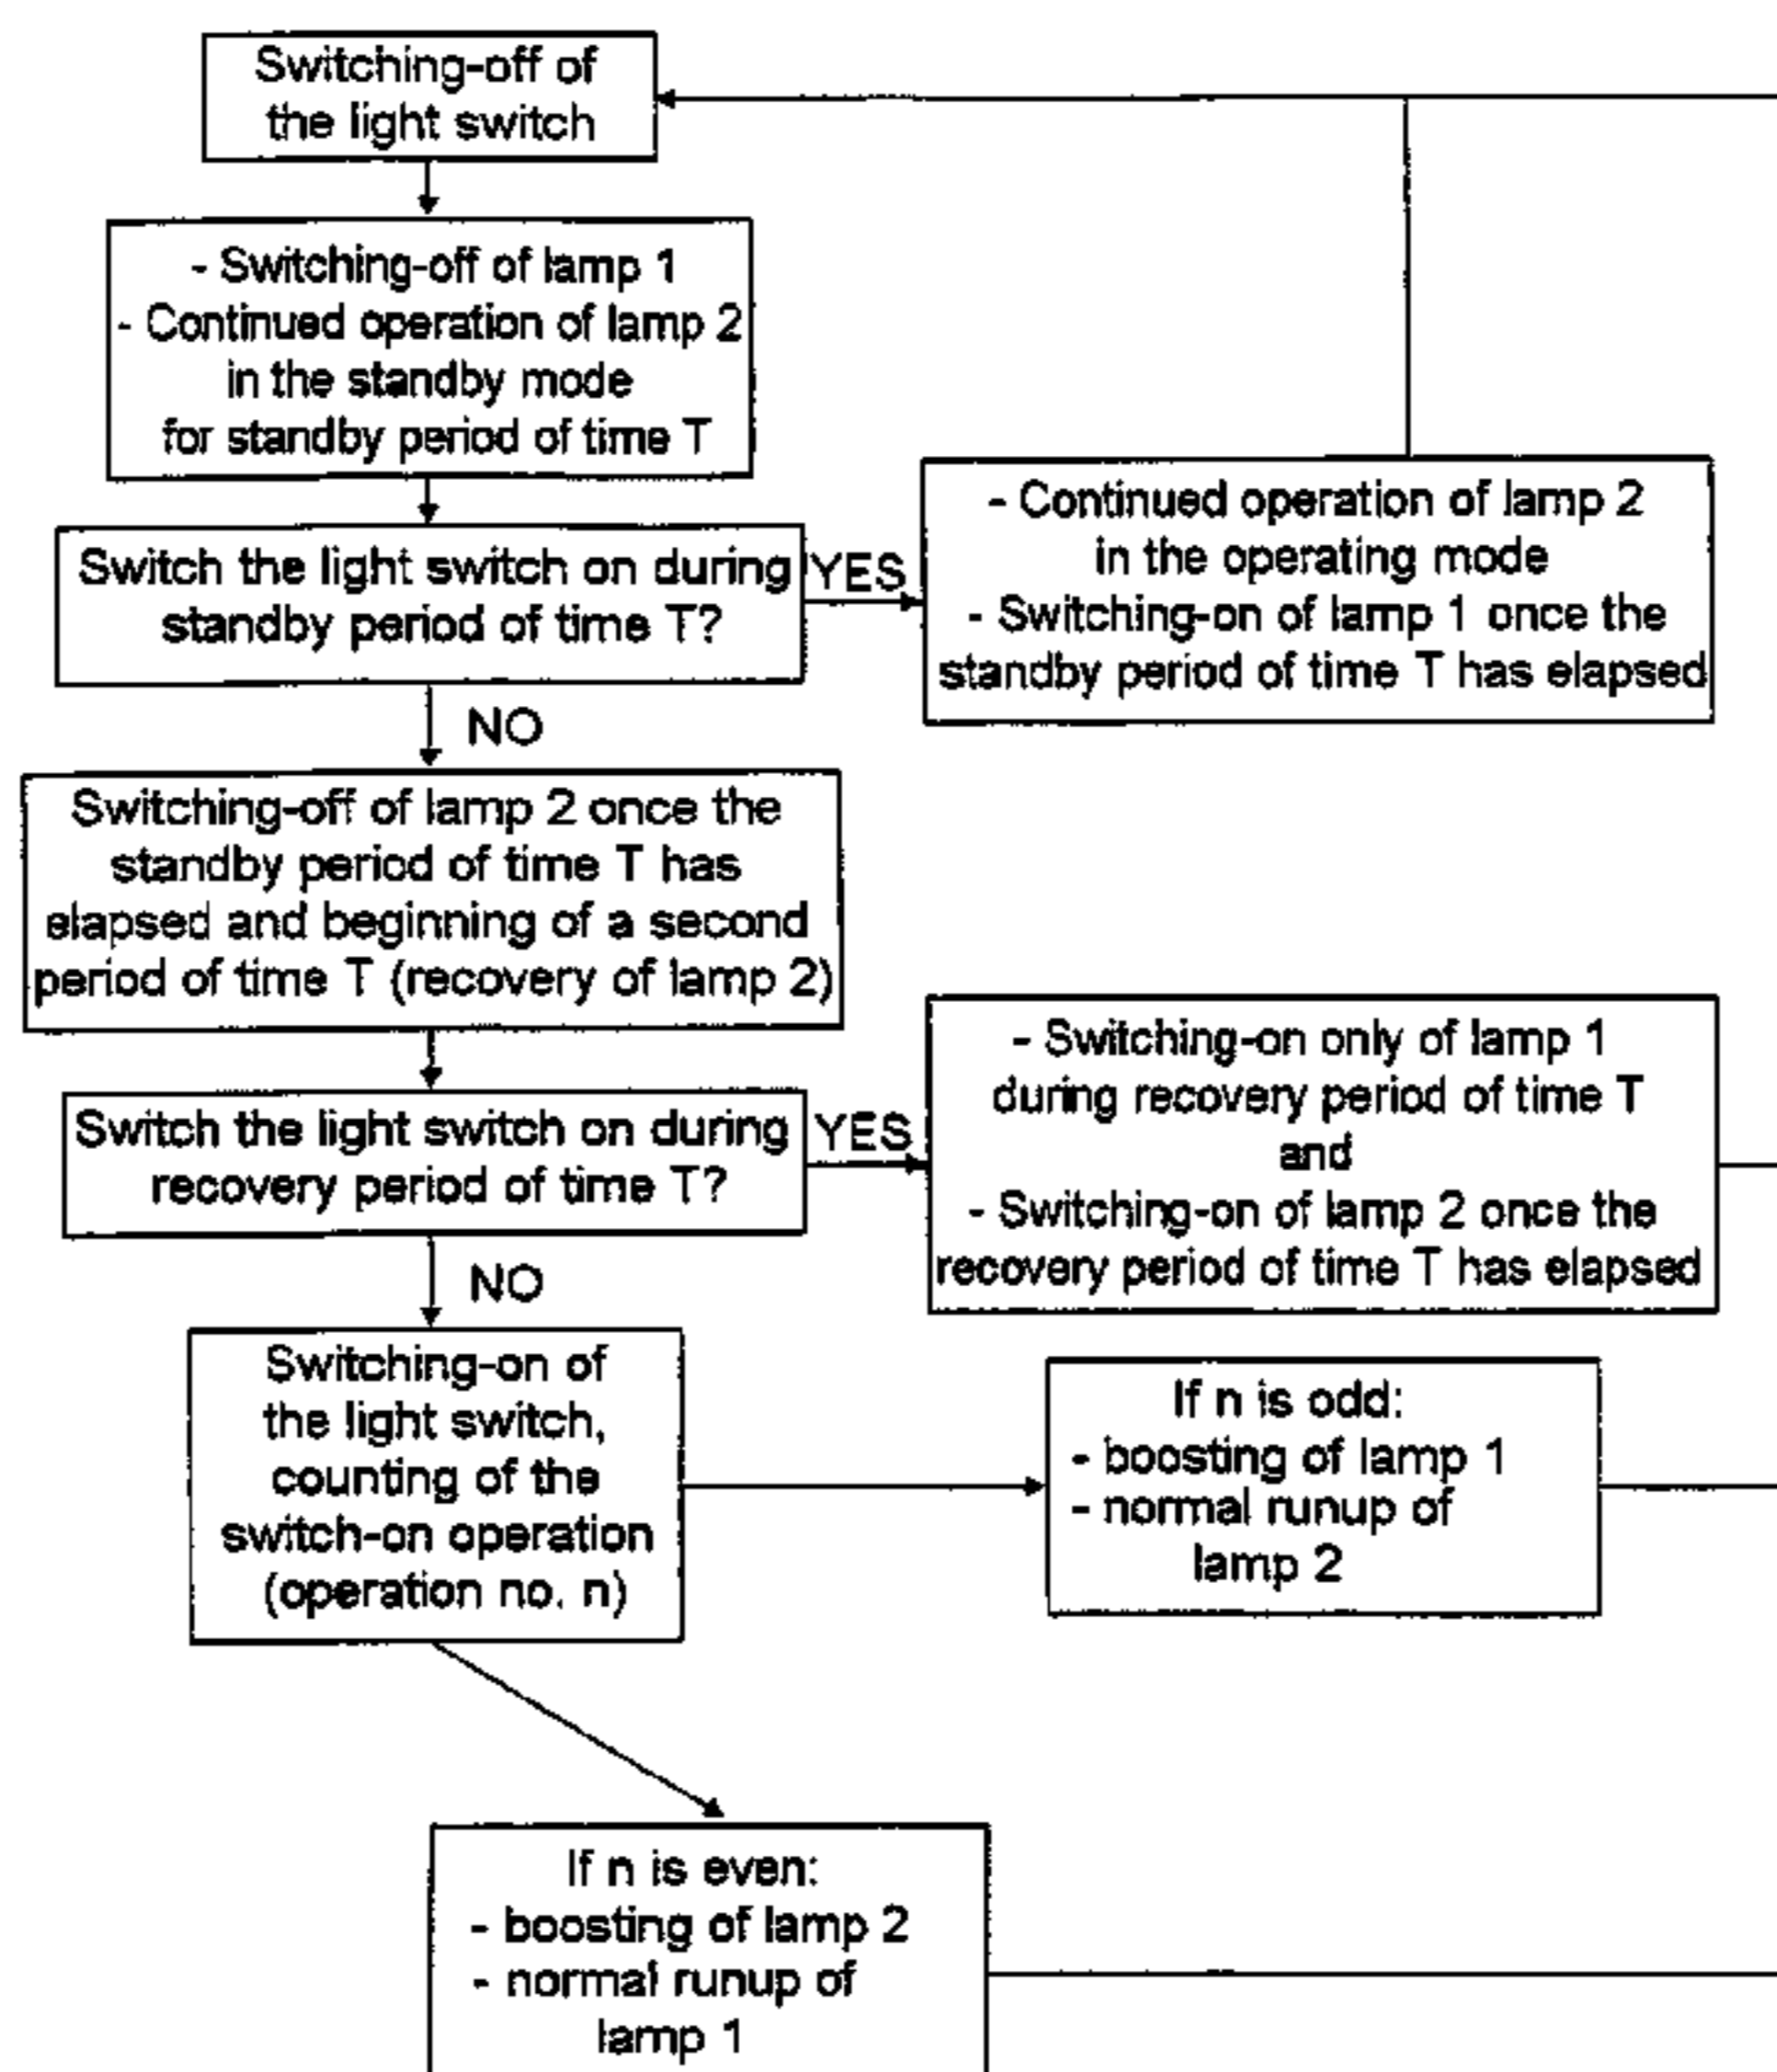 Switching-off of
the light switch
- Switching-off of lamp 1
- Continued operation of lamp 2
in the standby mode
for standby period of time T
Switch the light switch on during
standby period of time T?
YES
- Continued operation of lamp 2
in the operating mode
- Switching-on of lamp 1 once the
standby period of time T has elapsed
NO
Switching-off of lamp 2 once the
standby period of time T has
elapsed and beginning of a second
period of time T (recovery of lamp 2)
Switch the light switch on during
recovery period of time T?
YES
- Switching-on only of lamp 1
during recovery period of time T
and
- Switching-on of lamp 2 once the
recovery period of time T has elapsed
NO
Switching-on of
the light switch,
counting of the
switch-on operation
(operation no. n)
If n is odd:
- boosting of lamp 1
- normal runup of
lamp 2
If n is even:
- boosting of lamp 2
- normal runup of
lamp 1